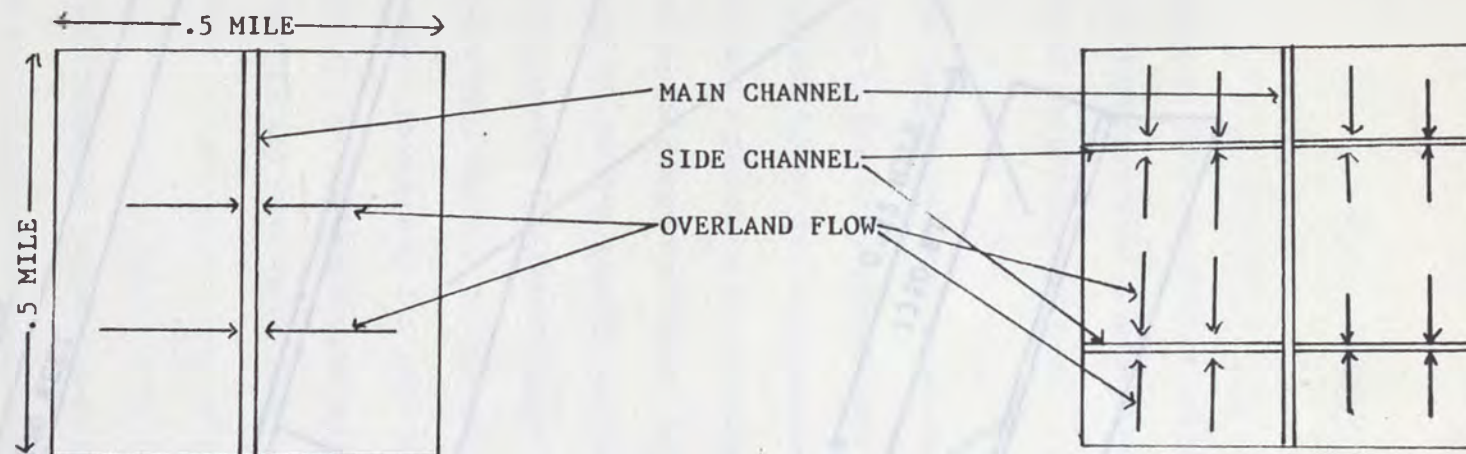 .5 MILE
.5 MILE
MAIN CHANNEL
SIDE CHANNEL
OVERLAND FLOW